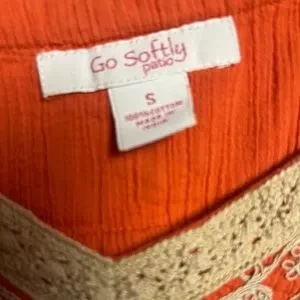 Go Softly
patio
S
100% COTTON
MADE IN
INDIA